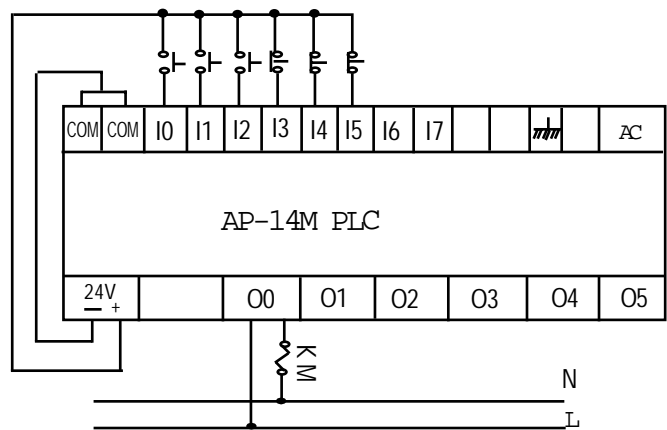 COM COM I0 I1 I2 I3 I4 I5 I6 I7 AC
AP-14M PLC
24V O0 O1 O2 O3 O4 O5
— +
KM
N
L